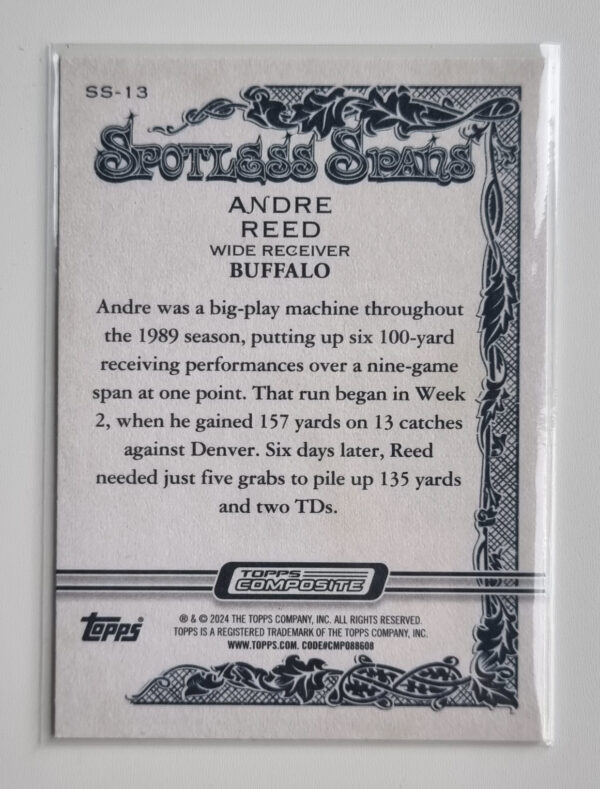 SS-13
SPOTLESS SPANS
ANDRE
REED
WIDE RECEIVER
BUFFALO
Andre was a big-play machine throughout
the 1989 season, putting up six 100-yard
receiving performances over a nine-game
span at one point. That run began in Week
2, when he gained 157 yards on 13 catches
against Denver. Six days later, Reed
needed just five grabs to pile up 135 yards
and two TDs.
TOPPS
COMPOSITE
topps
® & © 2024 THE TOPPS COMPANY, INC. ALL RIGHTS RESERVED.
TOPPS IS A REGISTERED TRADEMARK OF THE TOPPS COMPANY, INC.
WWW.TOPPS.COM. CODE#CMP088608